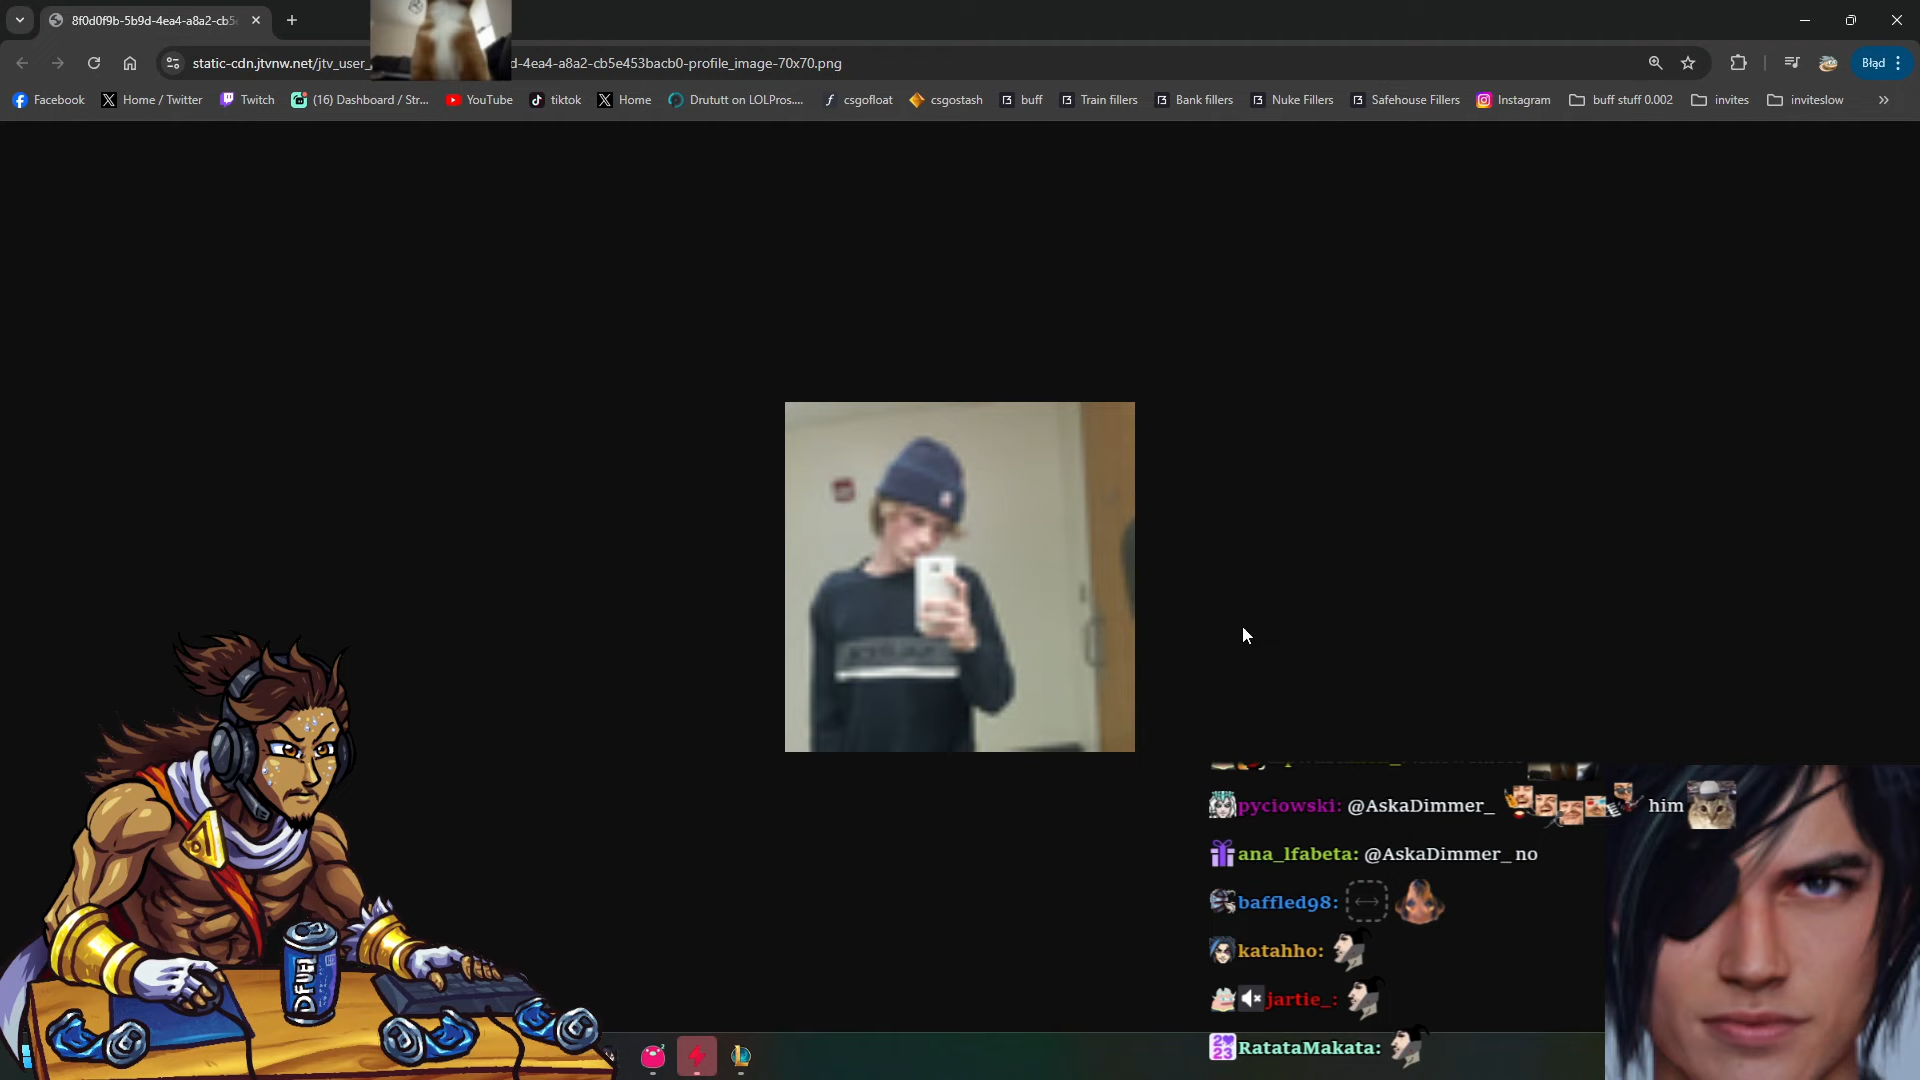 8f0d0f9b-5b9d-4ea4-a8a2-cb5
static-cdn.jtvnw.net/jtv_user_
d-4ea4-a8a2-cb5e453bacb0-profile_image-70x70.png
Błąd
Facebook
Home / Twitter
Twitch
(16) Dashboard / Str...
YouTube
tiktok
Home
Drututt on LOLPros....
csgofloat
csgostash
buff
Train fillers
Bank fillers
Nuke Fillers
Safehouse Fillers
Instagram
buff stuff 0.002
invites
inviteslow
pyciowski: @AskaDimmer_ him
ana_lfabeta: @AskaDimmer_ no
baffled98:
katahho:
jartie_:
2 23 RatataMakata:
DFUEL